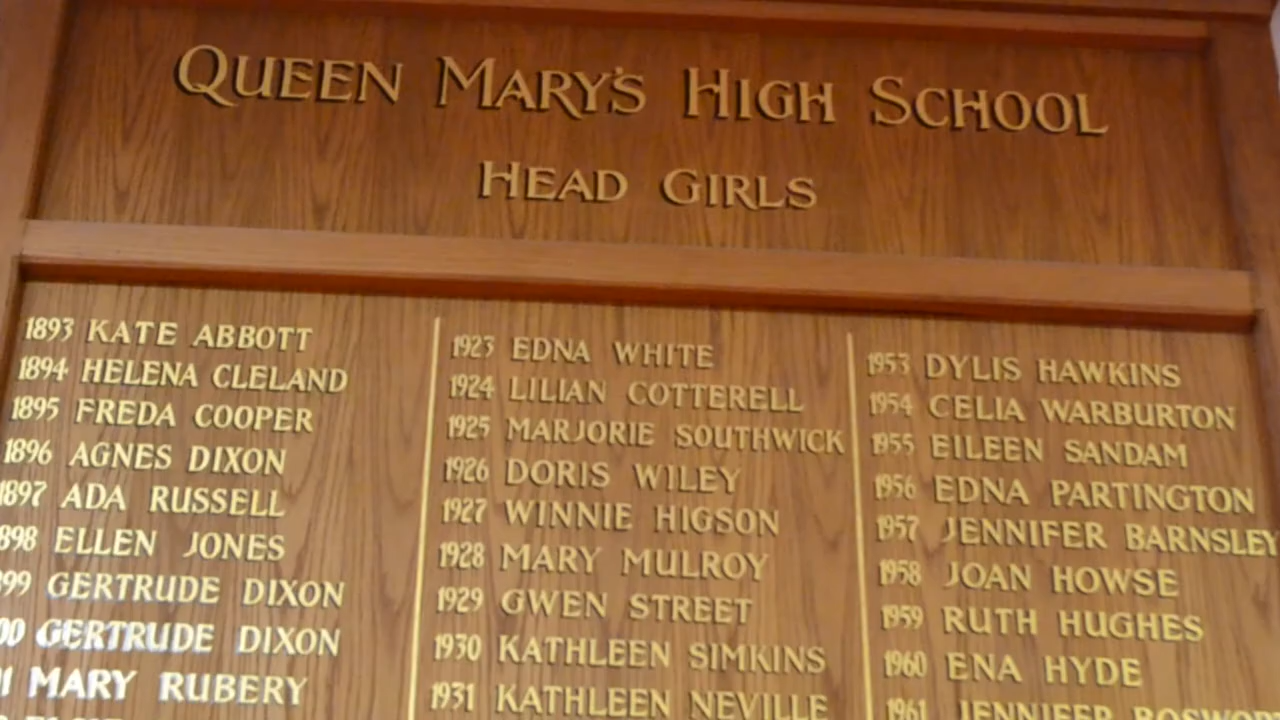 QUEEN MARY'S HIGH SCHOOL
HEAD GIRLS
1893 KATE ABBOTT
1894 HELENA CLELAND
1895 FREDA COOPER
1896 AGNES DIXON
1897 ADA RUSSELL
898 ELLEN JONES
99 GERTRUDE DIXON
00 GERTRUDE DIXON
MARY RUBERY
1923 EDNA WHITE
1924 LILIAN COTTERELL
1925 MARJORIE SOUTHWICK
1926 DORIS WILEY
1927 WINNIE HIGSON
1928 MARY MULROY
1929 GWEN STREET
1930 KATHLEEN SIMKINS
1931 KATHLEEN NEVILLE
1953 DYLIS HAWKINS
1954 CELIA WARBURTON
1955 EILEEN SANDAM
1956 EDNA PARTINGTON
1957 JENNIFER BARNSLEY
1958 JOAN HOWSE
1959 RUTH HUGHES
1960 ENA HYDE
1961 JENNIFER